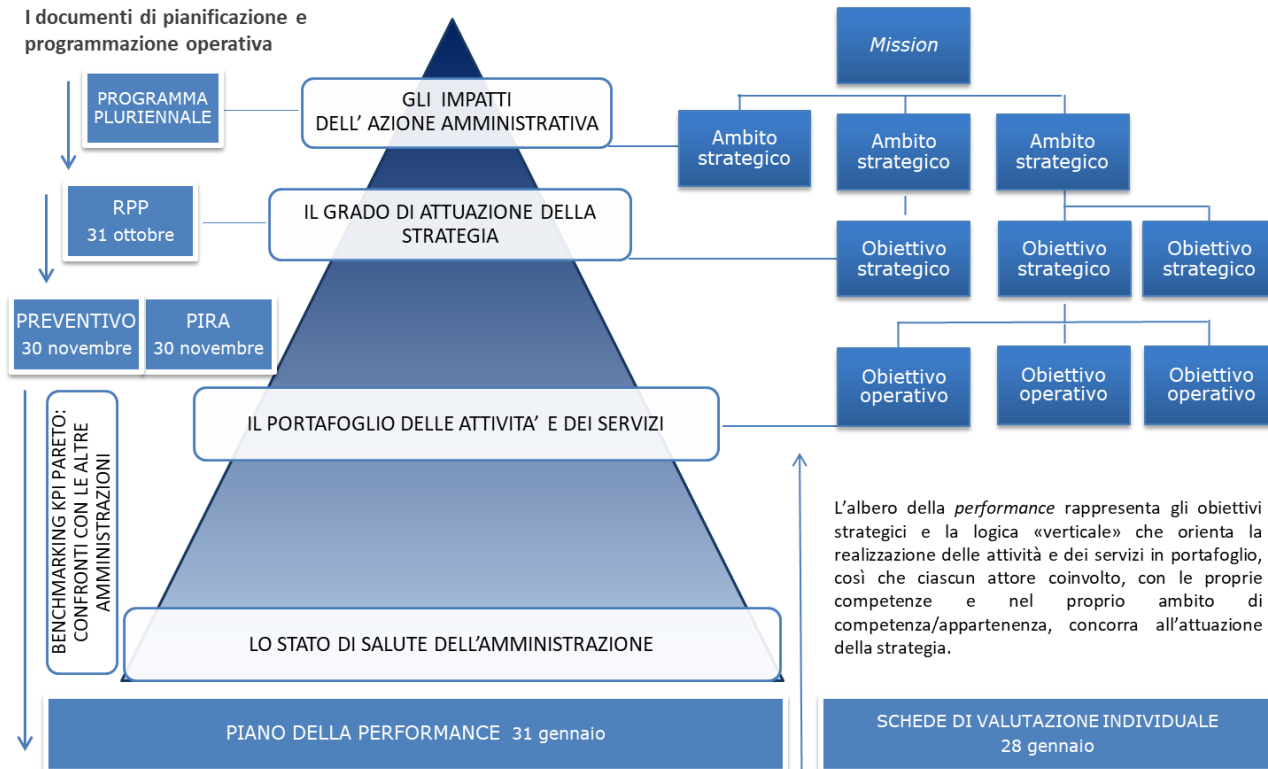 I documenti di pianificazione e
programmazione operativa
PROGRAMMA
PLURIENNALE
GLI IMPATTI
DELL’ AZIONE AMMINISTRATIVA
Mission
Ambito
strategico
Ambito
strategico
Ambito
strategico
RPP
31 ottobre
IL GRADO DI ATTUAZIONE DELLA
STRATEGIA
Obiettivo
strategico
Obiettivo
strategico
Obiettivo
strategico
PREVENTIVO
30 novembre
PIRA
30 novembre
Obiettivo
operativo
Obiettivo
operativo
Obiettivo
operativo
IL PORTAFOGLIO DELLE ATTIVITA’ E DEI SERVIZI
BENCHMARKING KPI PARETO:
CONFRONTI CON LE ALTRE
AMMINISTRAZIONI
L’albero della performance rappresenta gli obiettivi
strategici e la logica «verticale» che orienta la
realizzazione delle attività e dei servizi in portafoglio,
così che ciascun attore coinvolto, con le proprie
competenze e nel proprio ambito di
competenza/appartenenza, concorra all’attuazione
della strategia.
LO STATO DI SALUTE DELL’AMMINISTRAZIONE
PIANO DELLA PERFORMANCE 31 gennaio
SCHEDE DI VALUTAZIONE INDIVIDUALE
28 gennaio